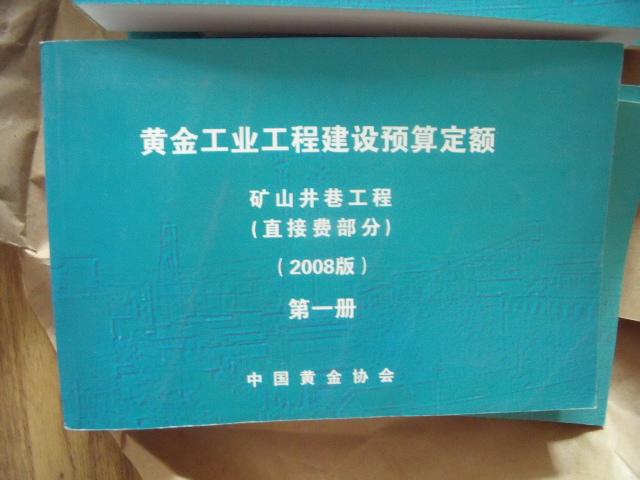 黄金工业工程建设预算定额
矿山井巷工程
(直接费部分)
(2008版)
第一册
中国黄金协会